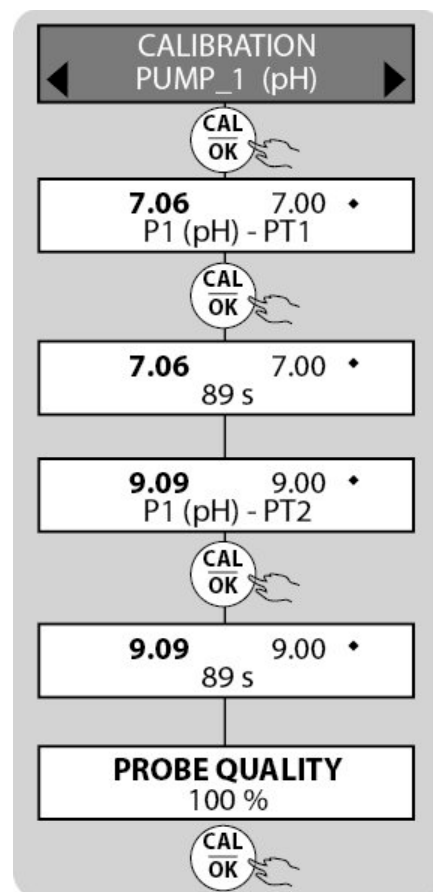 CALIBRATION
PUMP_1 (pH)
CAL
OK
7.06 7.00
P1 (pH) - PT1
CAL
OK
7.06 7.00
89 s
9.09 9.00
P1 (pH) - PT2
CAL
OK
9.09 9.00
89 s
PROBE QUALITY
100 %
CAL
OK